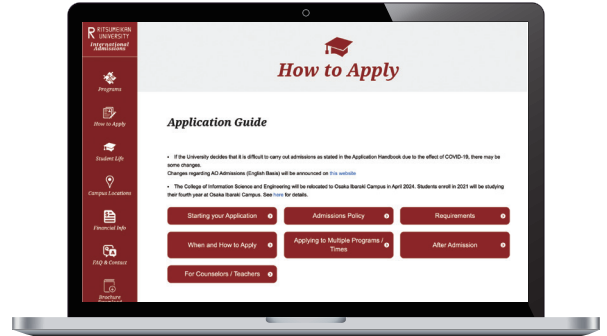 RITSUMEIKAN
UNIVERSITY
International
Admissions
Programs
How to Apply
Student Life
Campus Locations
Financial Info
FAQ & Contact
Brochure
How to Apply
Application Guide
• If the University decides that it is difficult to carry out admissions as stated in the Application Handbook due to the effect of COVID-19, there may be
some changes.
Changes regarding AO Admissions (English Basis) will be announced on this website
• The College of Information Science and Engineering will be relocated to Osaka Ibaraki Campus in April 2024. Students enroll in 2021 will be studying
their fourth year at Osaka Ibaraki Campus. See here for details.
Starting your Application
Admissions Policy
Requirements
When and How to Apply
Applying to Multiple Programs /
Times
After Admission
For Counselors / Teachers